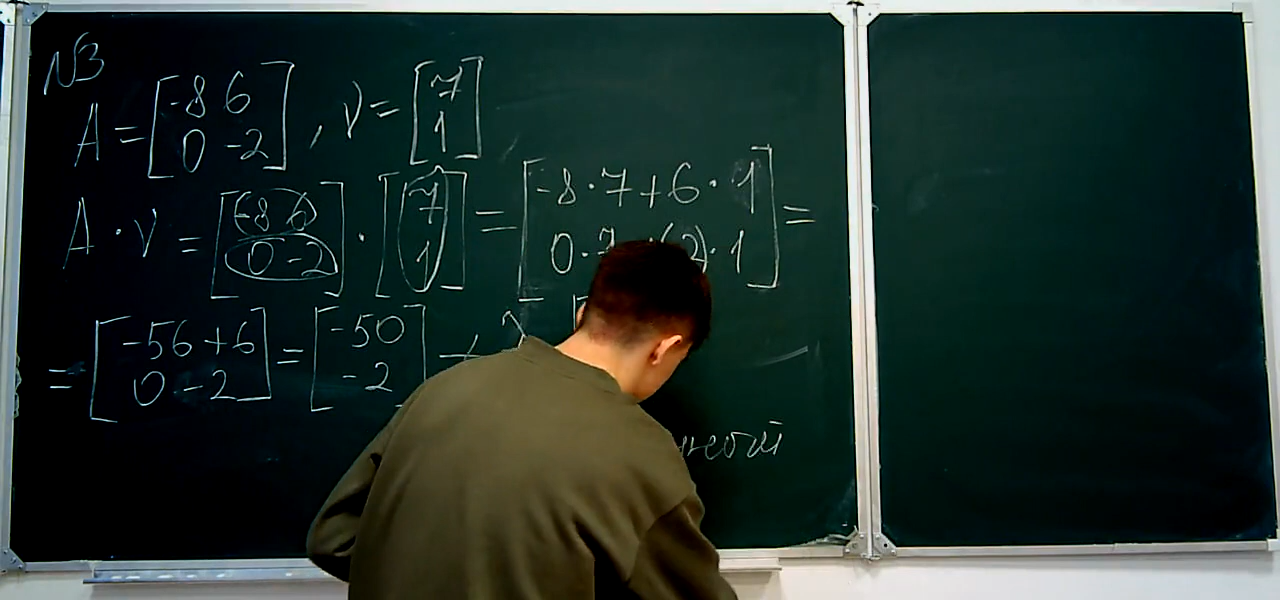 №3
A = [-8 6 0 -2], v = [7 1]
A · v = [-8 6 0 -2] · [7 1] = [-8·7+6·1 0·7 (2)·1] =
= [-56+6 0-2] = [-50 -2]